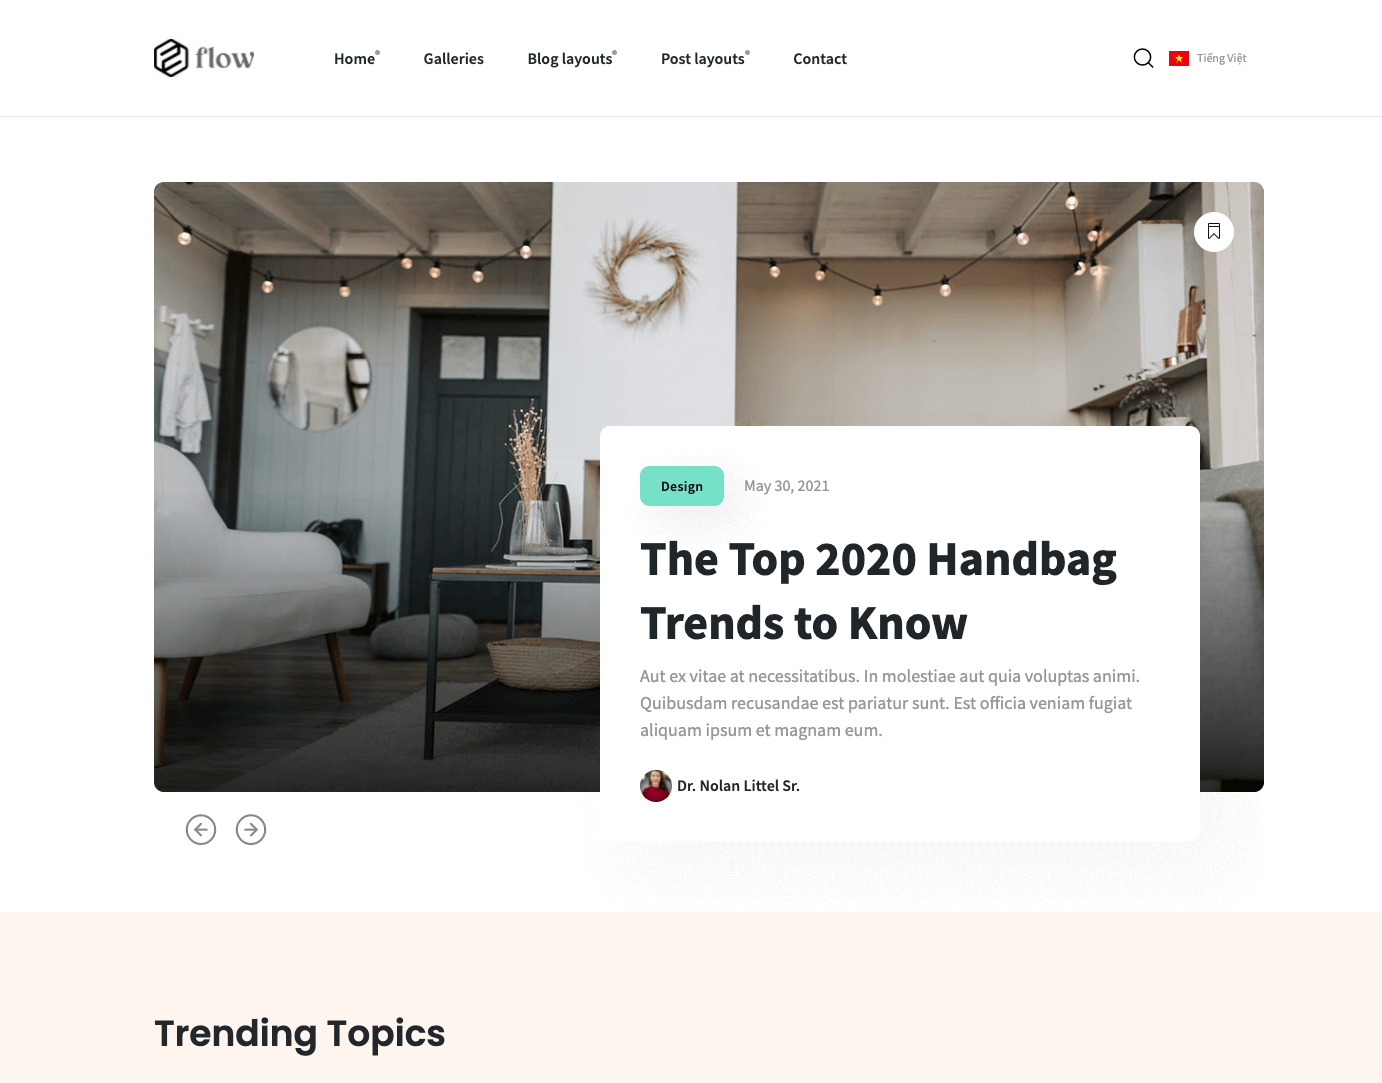 flow
Home
Galleries
Blog layouts
Post layouts
Contact
Tiếng Việt
Design
May 30, 2021
The Top 2020 Handbag
Trends to Know
Aut ex vitae at necessitatibus. In molestiae aut quia voluptas animi.
Quibusdam recusandae est pariatur sunt. Est officia veniam fugiat
aliquam ipsum et magnam eum.
Dr. Nolan Littel Sr.
Trending Topics